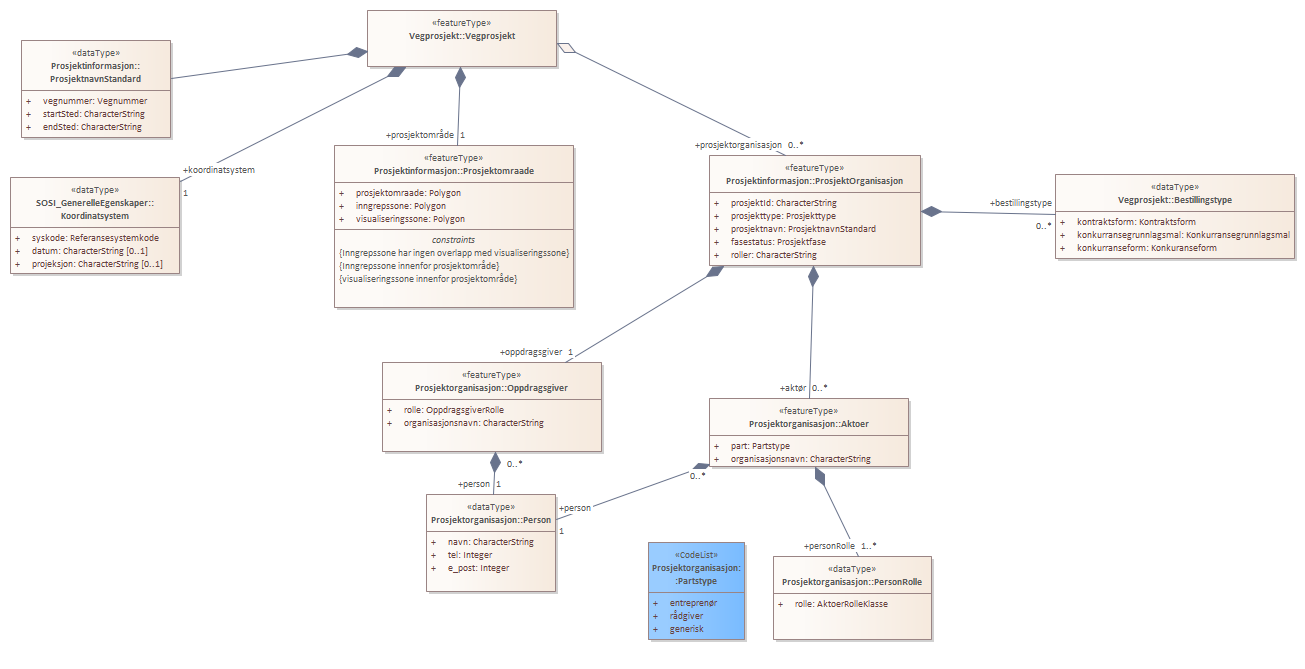 «featureType»
Vegprosjekt::Vegprosjekt
«dataType»
Prosjektinformasjon::
ProsjektnavnStandard
+ vegnummer: Vegnummer
+ startSted: CharacterString
+ endSted: CharacterString
+koordinatsystem
1
«dataType»
SOSI_GenerelleEgenskaper::
Koordinatsystem
+ syskode: Referansesystemkode
+ datum: CharacterString [0..1]
+ projeksjon: CharacterString [0..1]
+prosjektområde 1
«featureType»
Prosjektinformasjon::Prosjektomraade
+ prosjektomraade: Polygon
+ inngrepssone: Polygon
+ visualiseringssone: Polygon
constraints
{Inngrepssone har ingen overlapp med visualiseringssone}
{Inngrepssone innenfor prosjektområde}
{visualiseringssone innenfor prosjektområde}
+prosjektorganisasjon 0..*
«featureType»
Prosjektinformasjon::ProsjektOrganisasjon
+ prosjektId: CharacterString
+ prosjekttype: Prosjekttype
+ prosjektnavn: ProsjektnavnStandard
+ fasestatus: Prosjektfase
+ roller: CharacterString
+bestillingstype
0..*
«dataType»
Vegprosjekt::Bestillingstype
+ kontraktsform: Kontraktsform
+ konkurransegrunnlagsmal: Konkurransegrunnlagsmal
+ konkurranseform: Konkuranseform
+oppdragsgiver 1
«featureType»
Prosjektorganisasjon::Oppdragsgiver
+ rolle: OppdragsgiverRolle
+ organisasjonsnavn: CharacterString
+aktør 0..*
«featureType»
Prosjektorganisasjon::Aktoer
+ part: Partstype
+ organisasjonsnavn: CharacterString
0..*
+person 1
0..*
+person
1
«dataType»
Prosjektorganisasjon::Person
+ navn: CharacterString
+ tel: Integer
+ e_post: Integer
«CodeList»
Prosjektorganisasjon:
:Partstype
+ entreprenør
+ rådgiver
+ generisk
+personRolle 1..*
«dataType»
Prosjektorganisasjon::PersonRolle
+ rolle: AktoerRolleKlasse